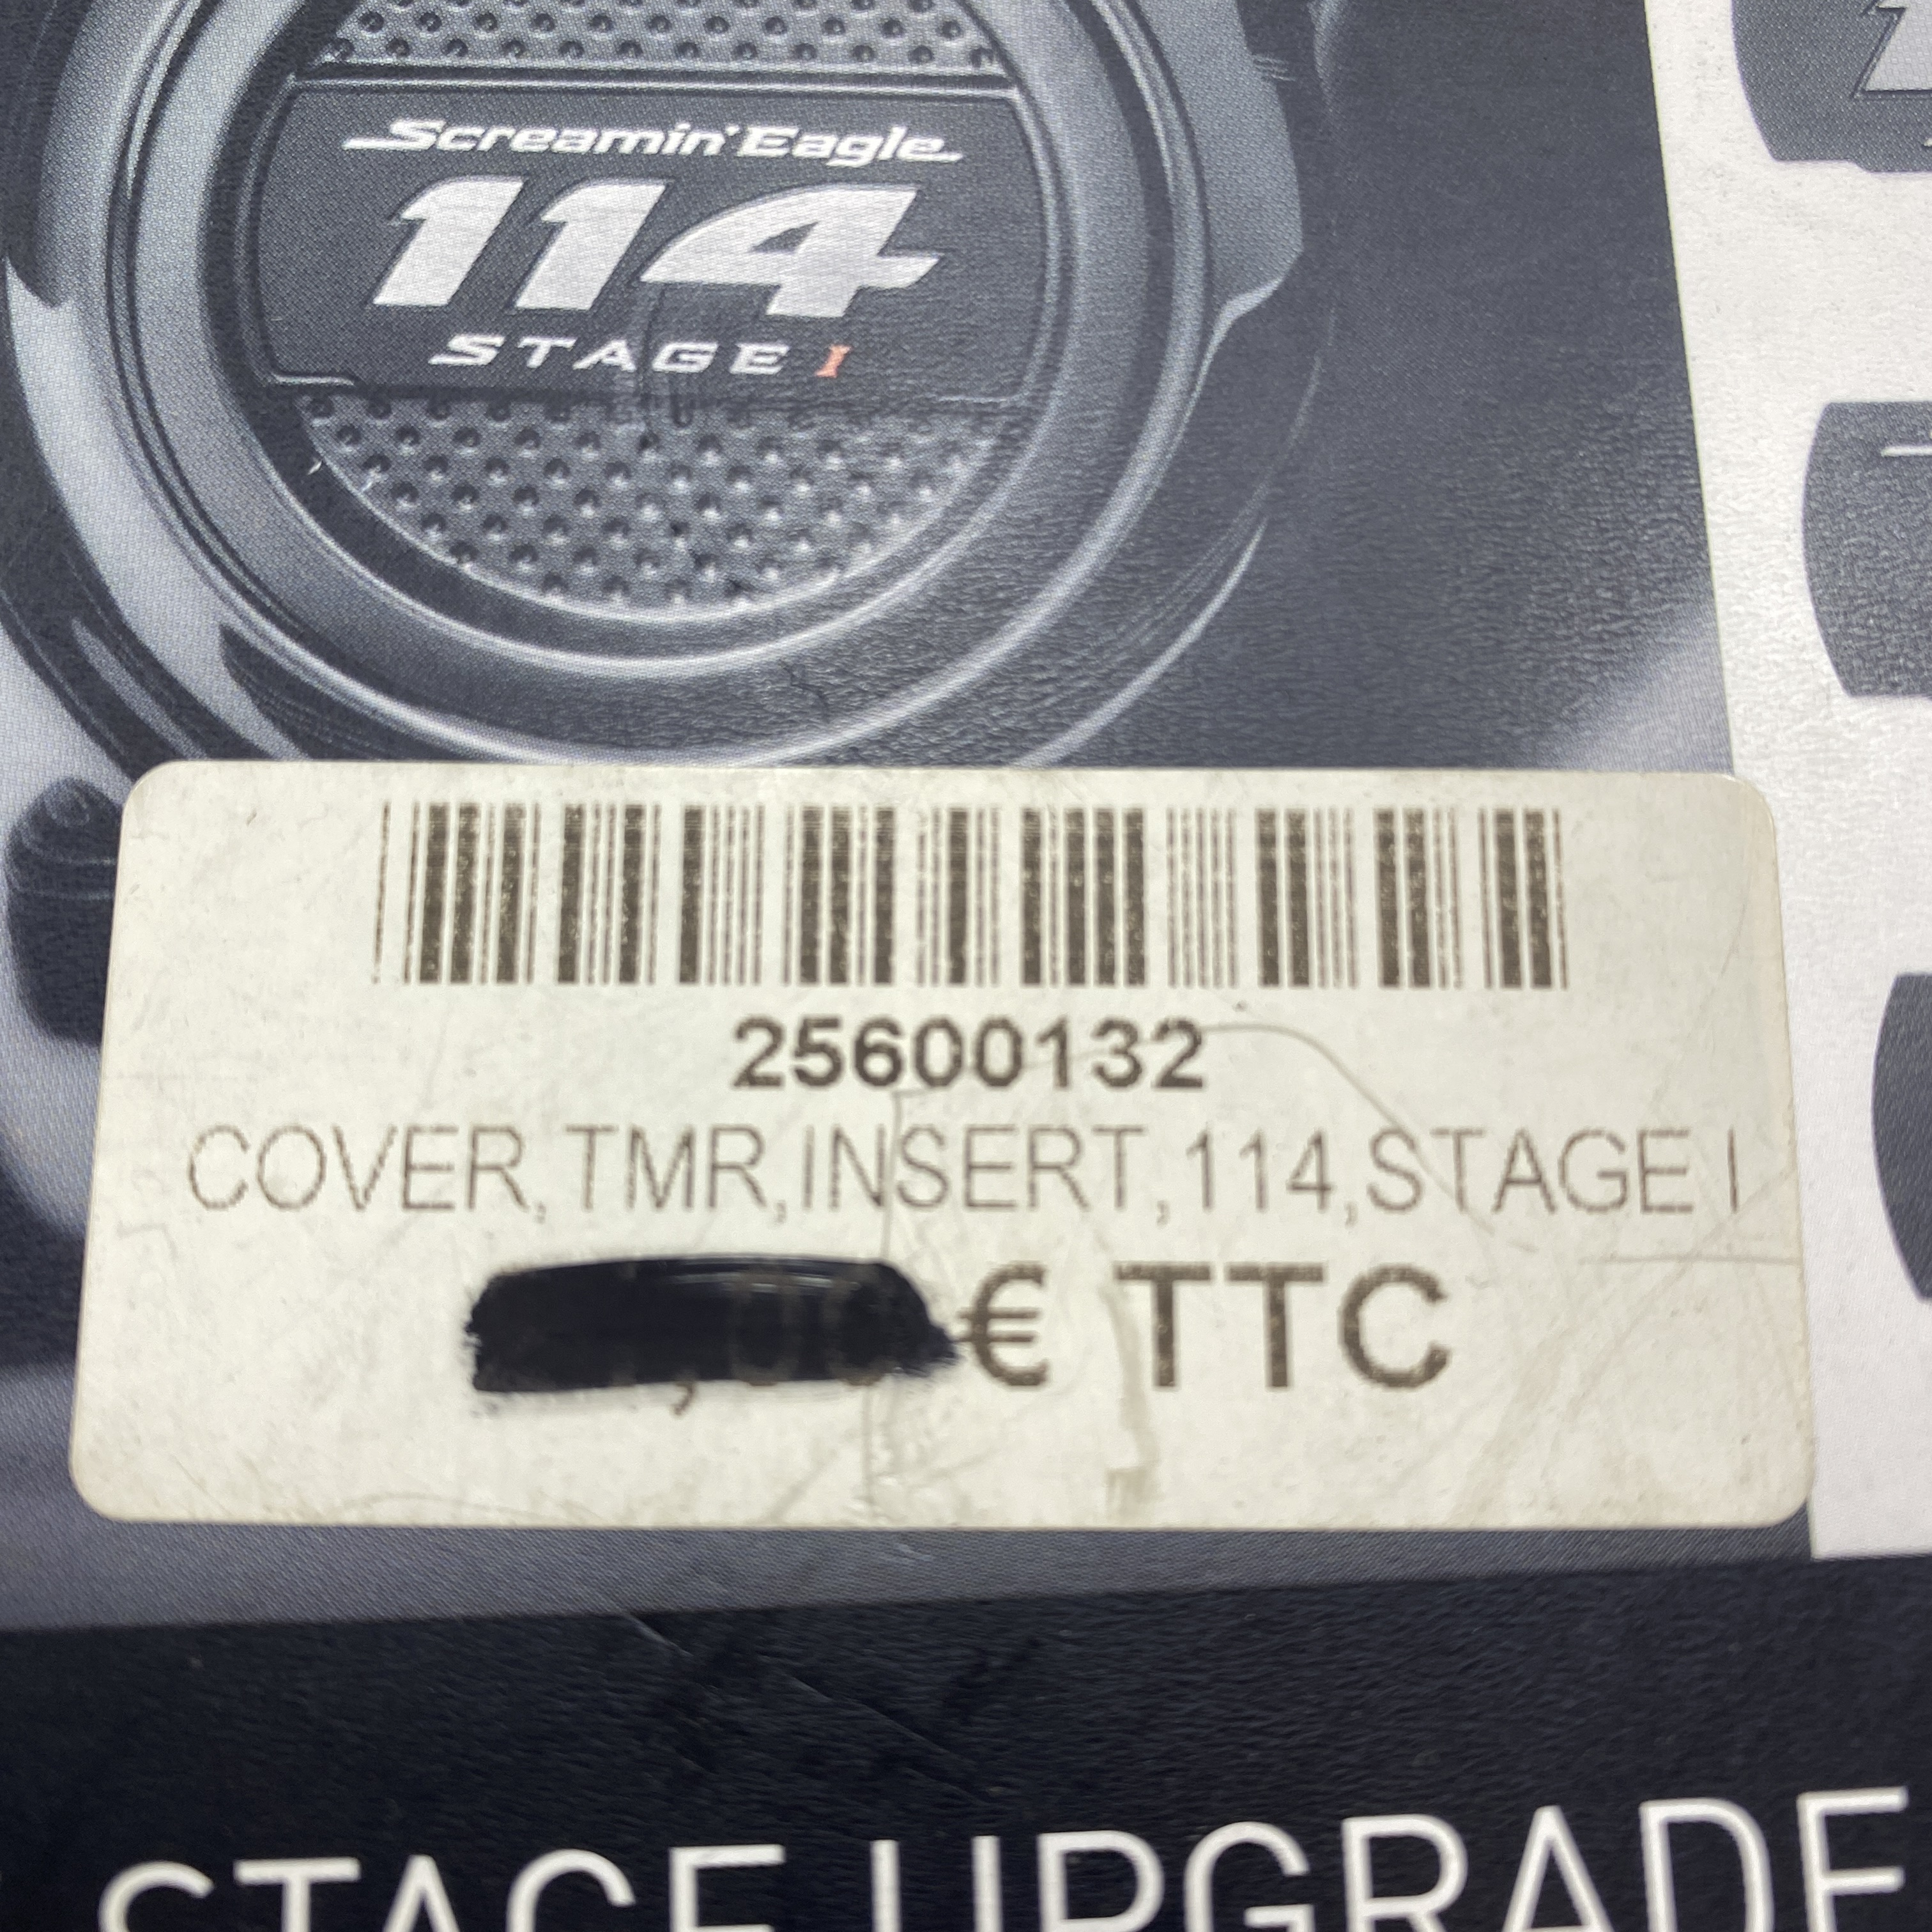 Screamin' Eagle
114
STAGE I
25600132
COVER,TMR,INSERT,114,STAGE I
€ TTC
STAGE UPGRADE